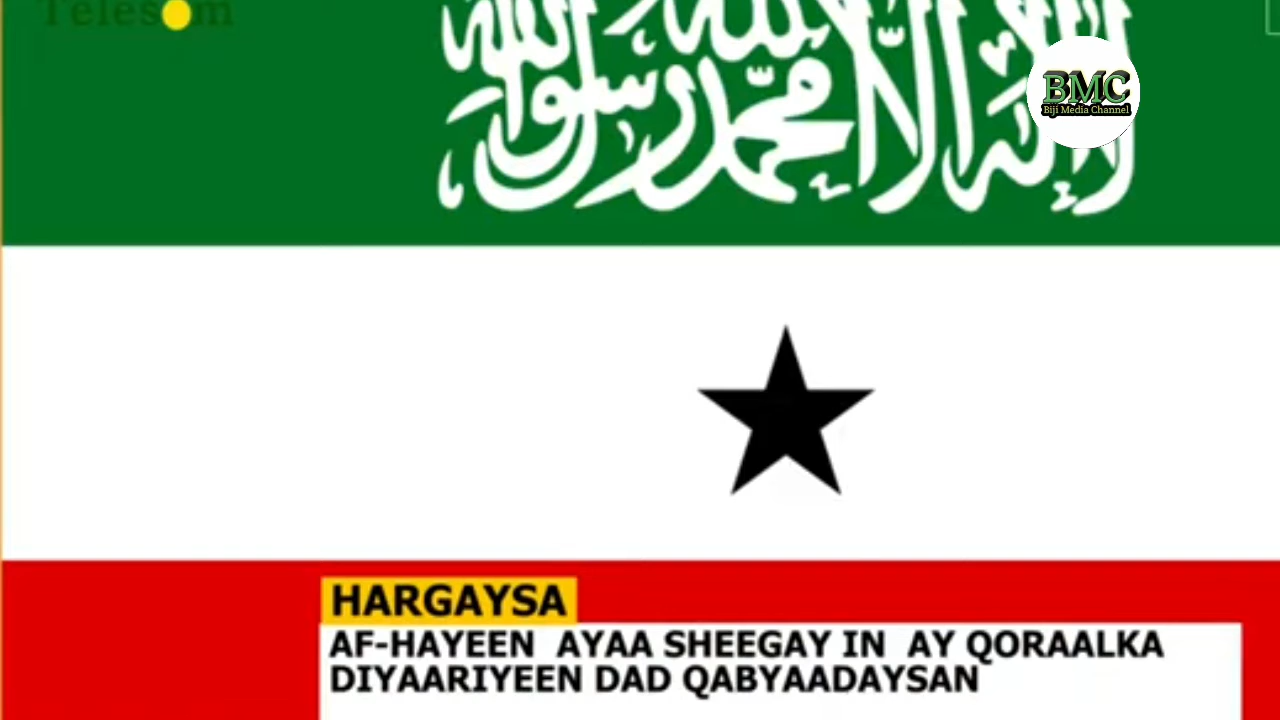 Telesom
لا إله إلا الله محمد رسول الله
BMC
Biji Media Channel
HARGAYSA
AF-HAYEEN AYAA SHEEGAY IN AY QORAALKA
DIYAARIYEEN DAD QABYAADAYSAN